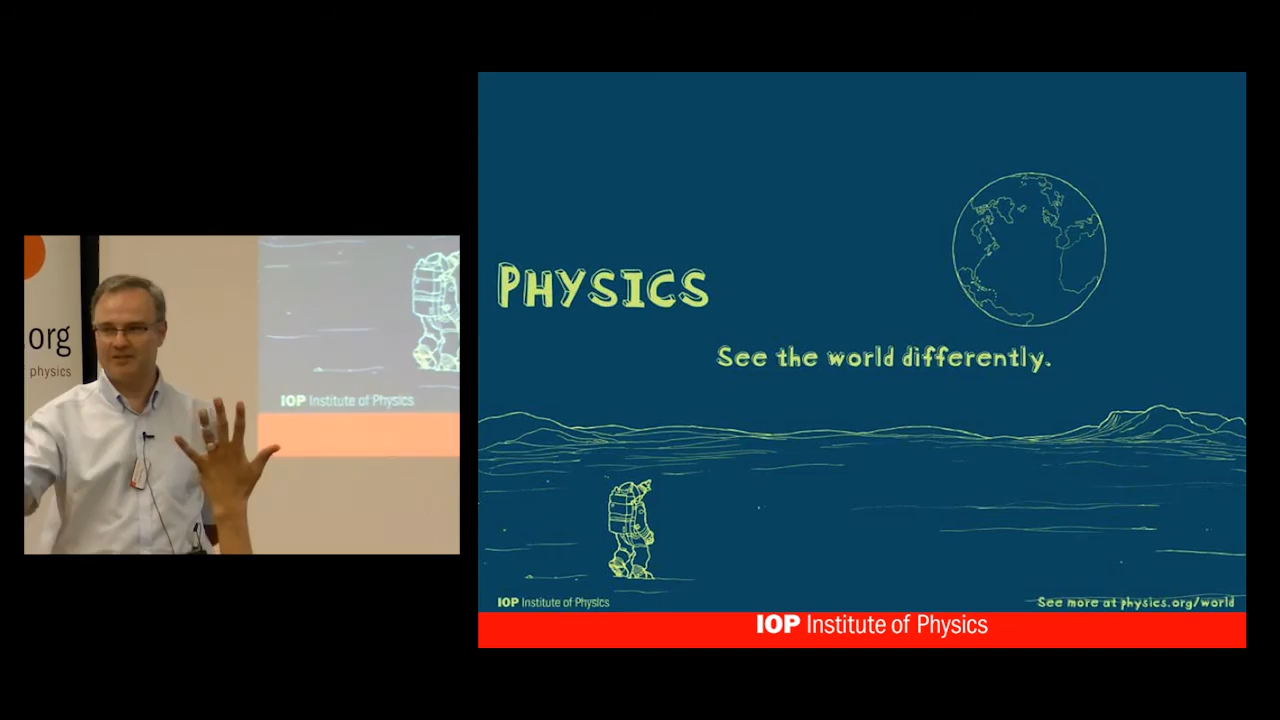 .org
physics
IOP Institute of Physics
PHYSICS
See the world differently.
IOP Institute of Physics
See more at physics.org/world
IOP Institute of Physics